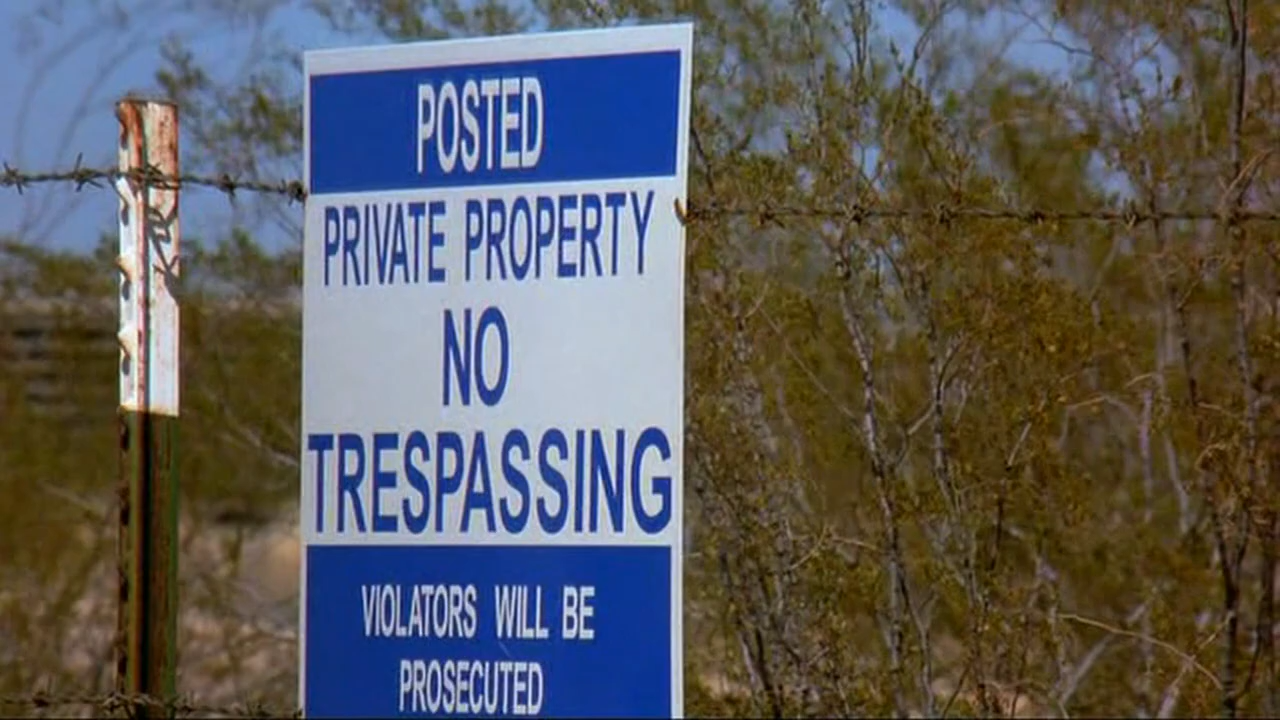 POSTED
PRIVATE PROPERTY
NO
TRESPASSING
VIOLATORS WILL BE
PROSECUTED